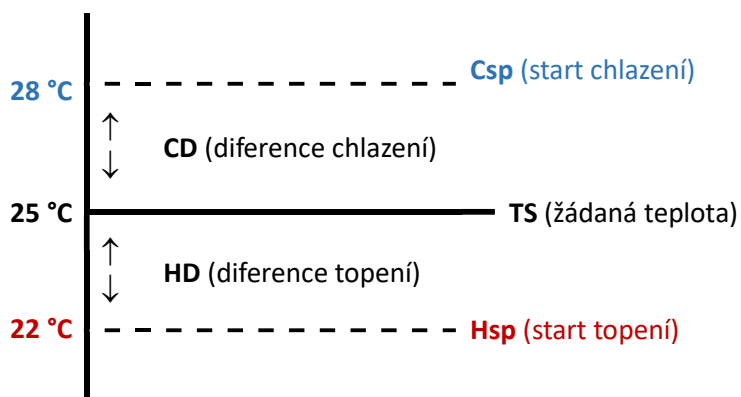 28 °C
Csp (start chlazení)
CD (diference chlazení)
25 °C
TS (žádaná teplota)
HD (diference topení)
22 °C
Hsp (start topení)